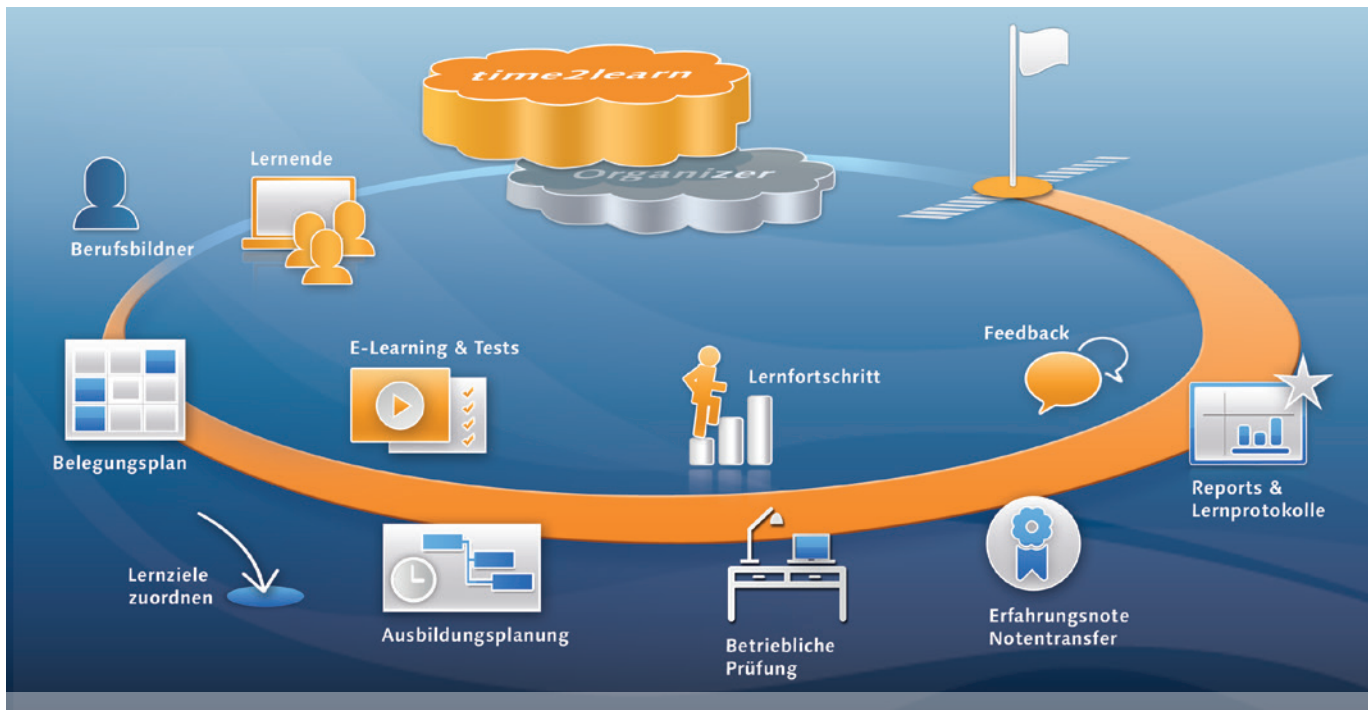 time2learn
Organizer
Lernende
Berufsbildner
E-Learning & Tests
Lernfortschritt
Feedback
Belegungsplan
Reports &
Lernprotokolle
Lernziele
zuordnen
Ausbildungsplanung
Betriebliche
Prüfung
Erfahrungsnote
Notentransfer